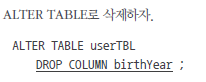 ALTER TABLE로 삭제하자.
ALTER TABLE userTBL
DROP COLUMN birthYear ;